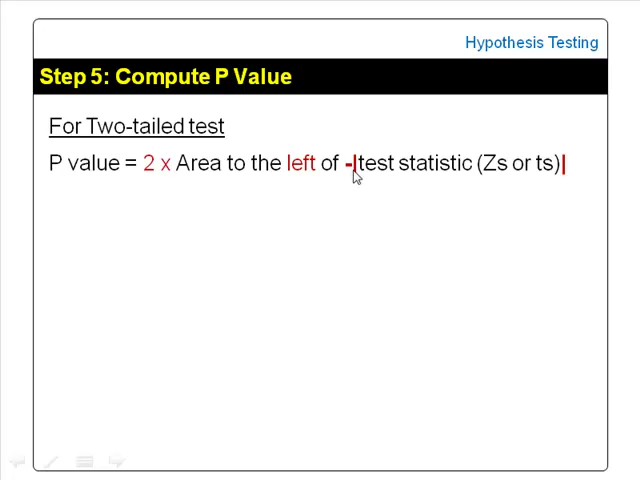 Hypothesis Testing
Step 5: Compute P Value
For Two-tailed test
P value = 2 x Area to the left of -|test statistic (Zs or ts)|